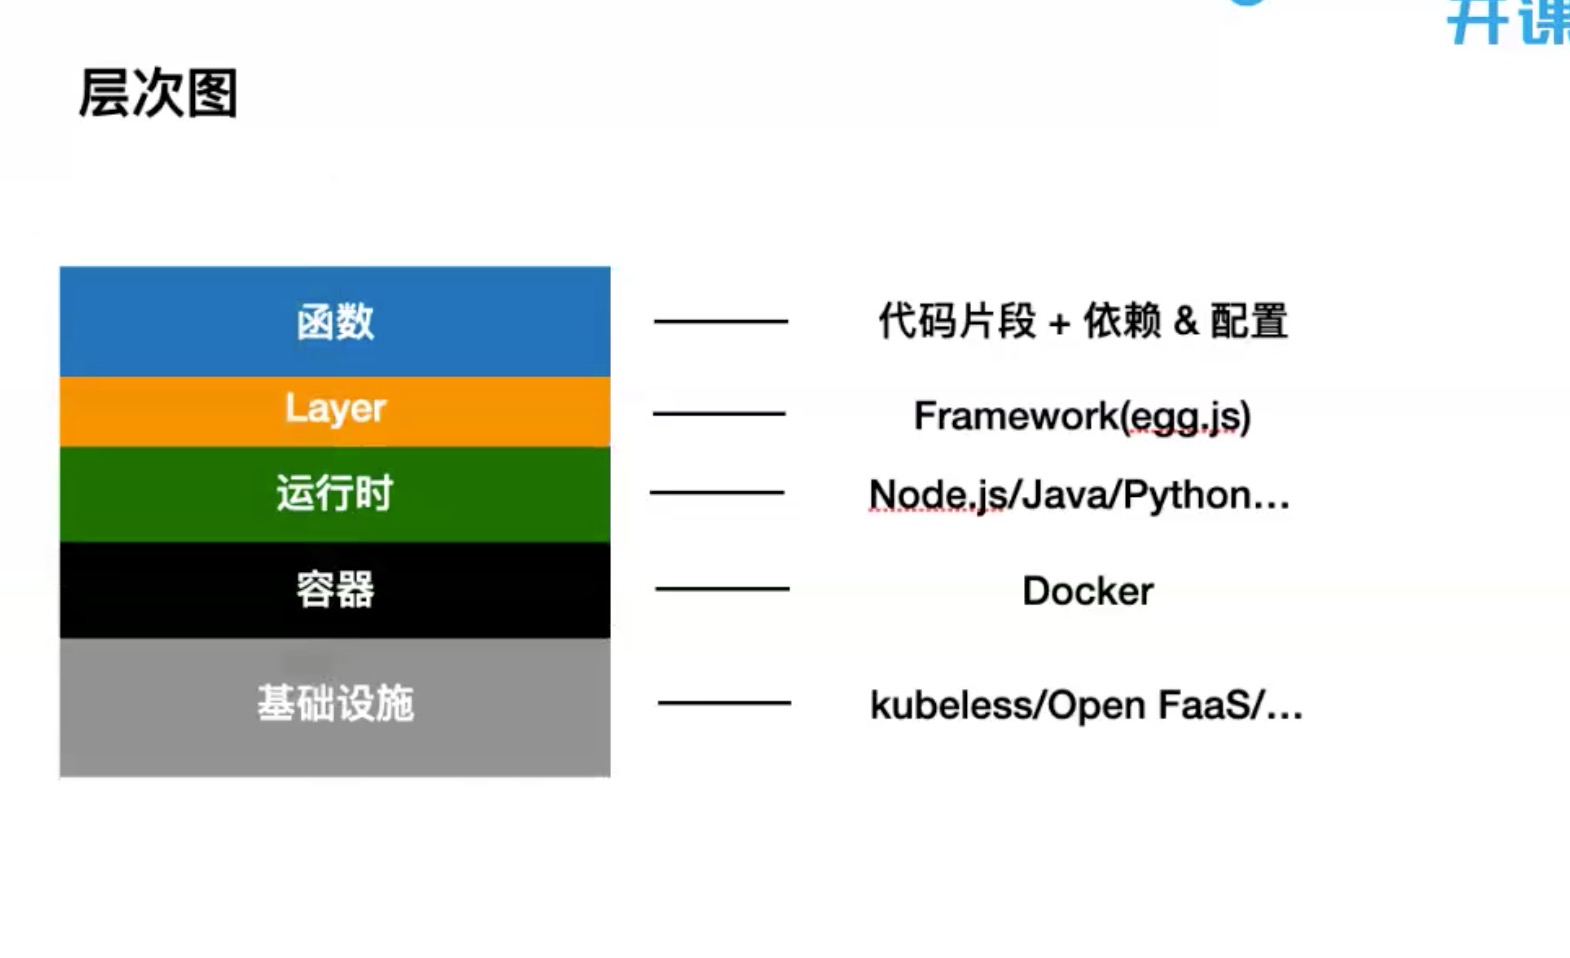 开课
层次图
函数 代码片段 + 依赖 & 配置
Layer Framework(egg.js)
运行时 Node.js/Java/Python...
容器 Docker
基础设施 kubeless/Open FaaS/...